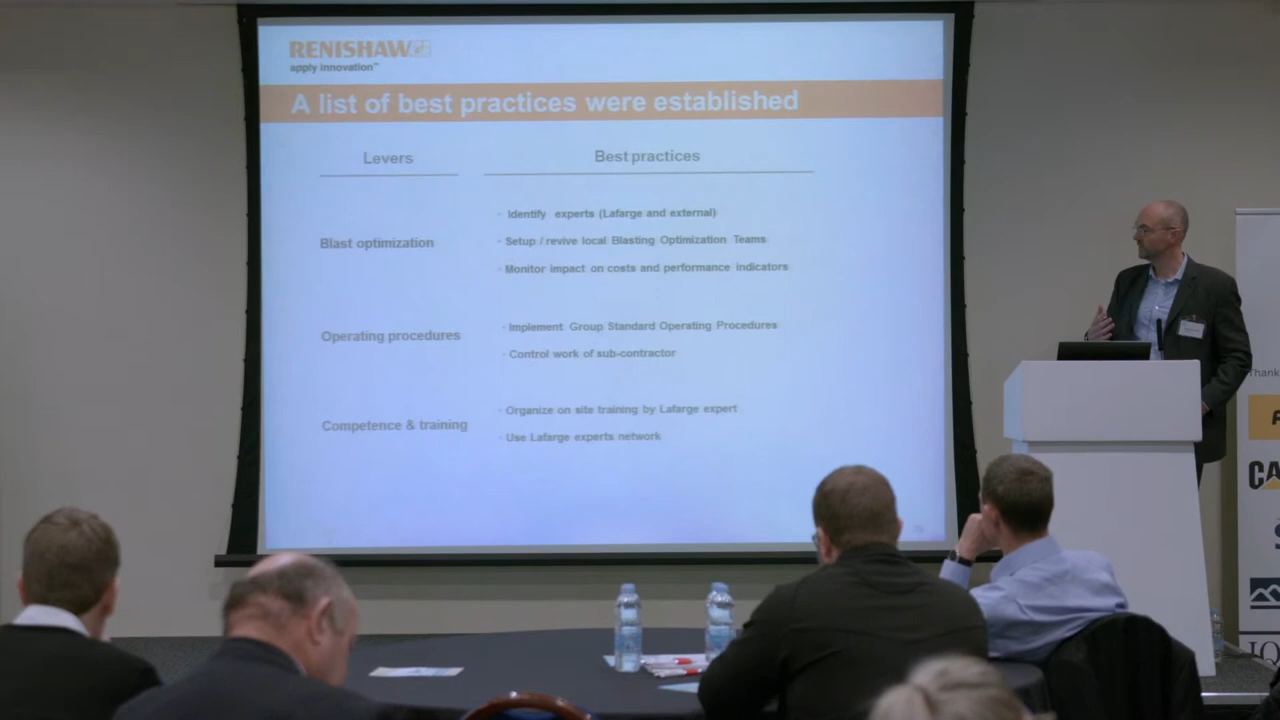 RENISHAW
apply innovation™
A list of best practices were established
Levers
Best practices
Blast optimization
· Identify experts (Lafarge and external)
· Setup / revive local Blasting Optimization Teams
· Monitor impact on costs and performance indicators
Operating procedures
· Implement Group Standard Operating Procedures
· Control work of sub-contractor
Competence & training
· Organize on site training by Lafarge expert
· Use Lafarge experts network
Thank
CA